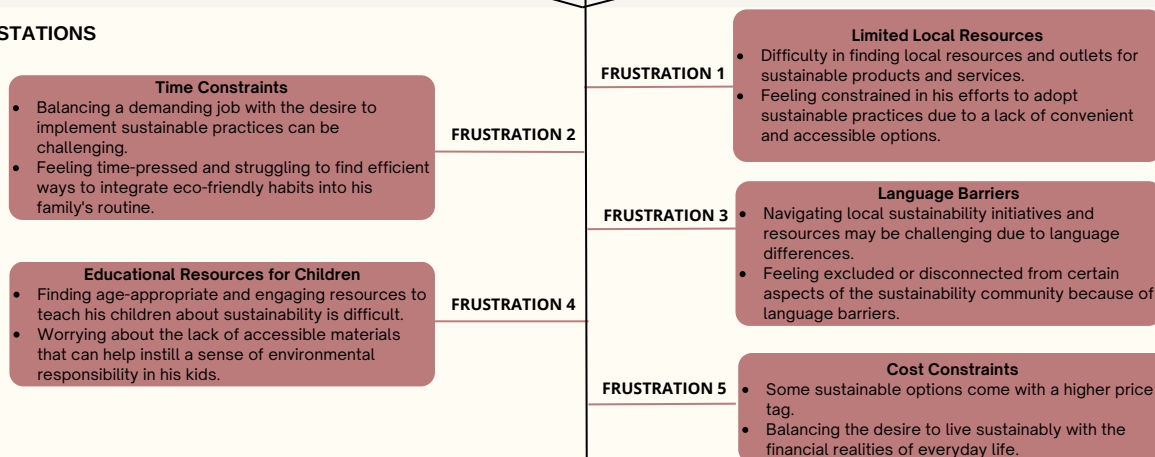 STATIONS
FRUSTRATION 1
Limited Local Resources
• Difficulty in finding local resources and outlets for
sustainable products and services.
• Feeling constrained in his efforts to adopt
sustainable practices due to a lack of convenient
and accessible options.
Time Constraints
• Balancing a demanding job with the desire to
implement sustainable practices can be
challenging.
• Feeling time-pressed and struggling to find efficient
ways to integrate eco-friendly habits into his
family's routine.
FRUSTRATION 2
FRUSTRATION 3
Language Barriers
• Navigating local sustainability initiatives and
resources may be challenging due to language
differences.
• Feeling excluded or disconnected from certain
aspects of the sustainability community because of
language barriers.
Educational Resources for Children
• Finding age-appropriate and engaging resources to
teach his children about sustainability is difficult.
• Worrying about the lack of accessible materials
that can help instill a sense of environmental
responsibility in his kids.
FRUSTRATION 4
FRUSTRATION 5
Cost Constraints
• Some sustainable options come with a higher price
tag.
• Balancing the desire to live sustainably with the
financial realities of everyday life.